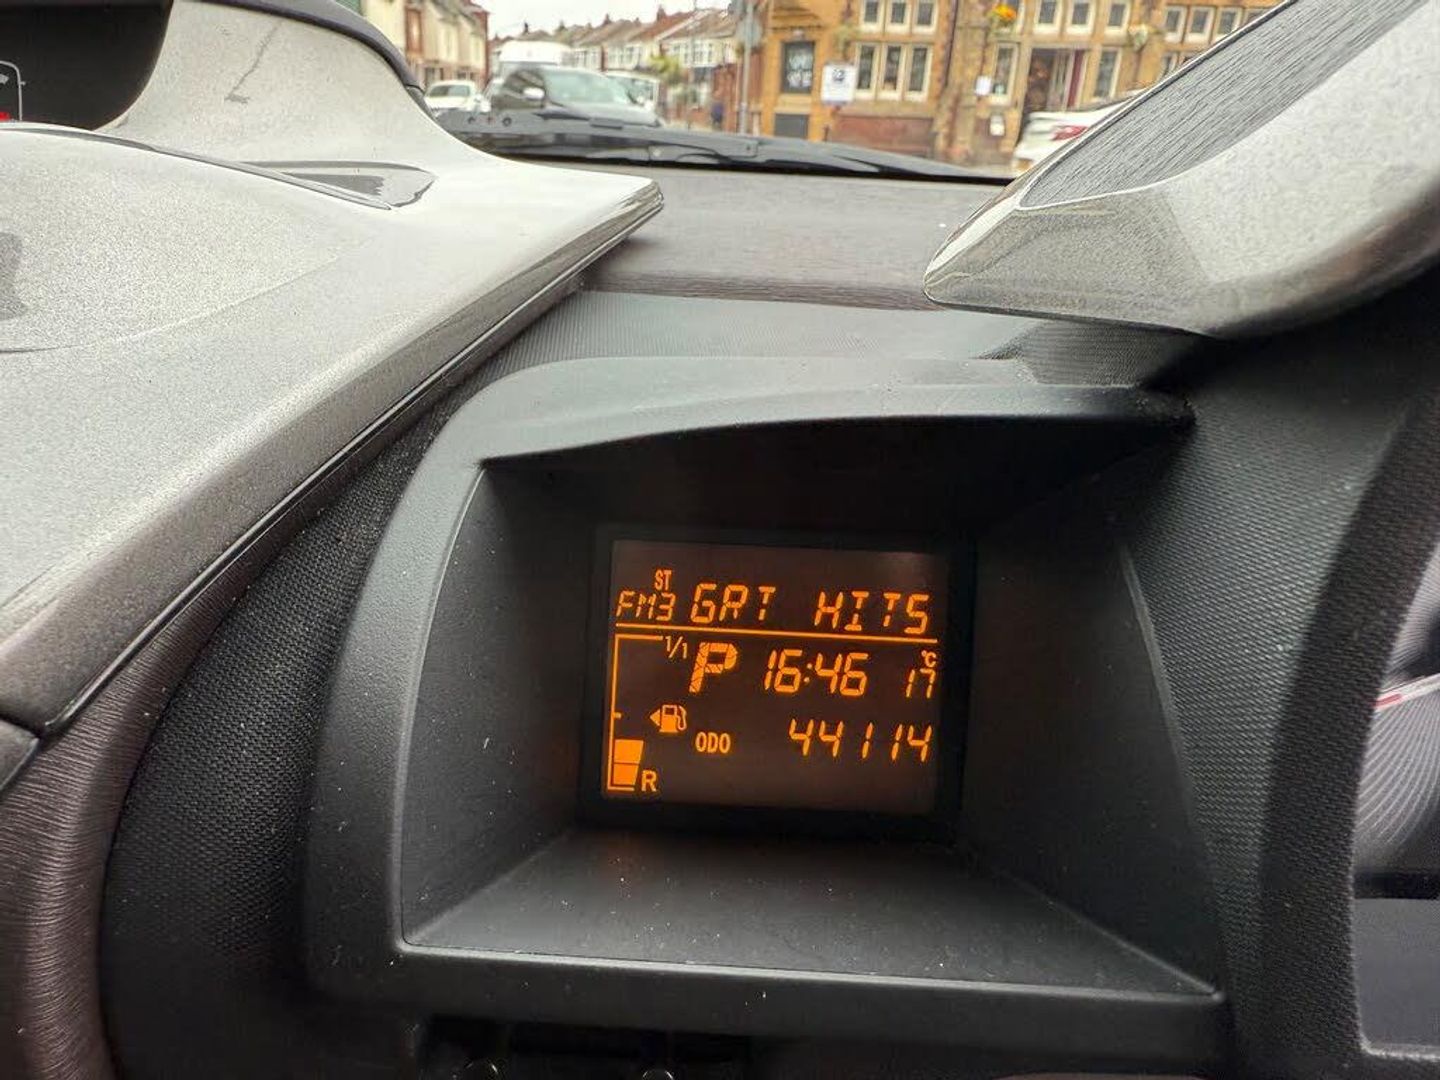 ST
FM3 GRT HITS
1/1 P 16:46 °C 17
ODO 44114
R